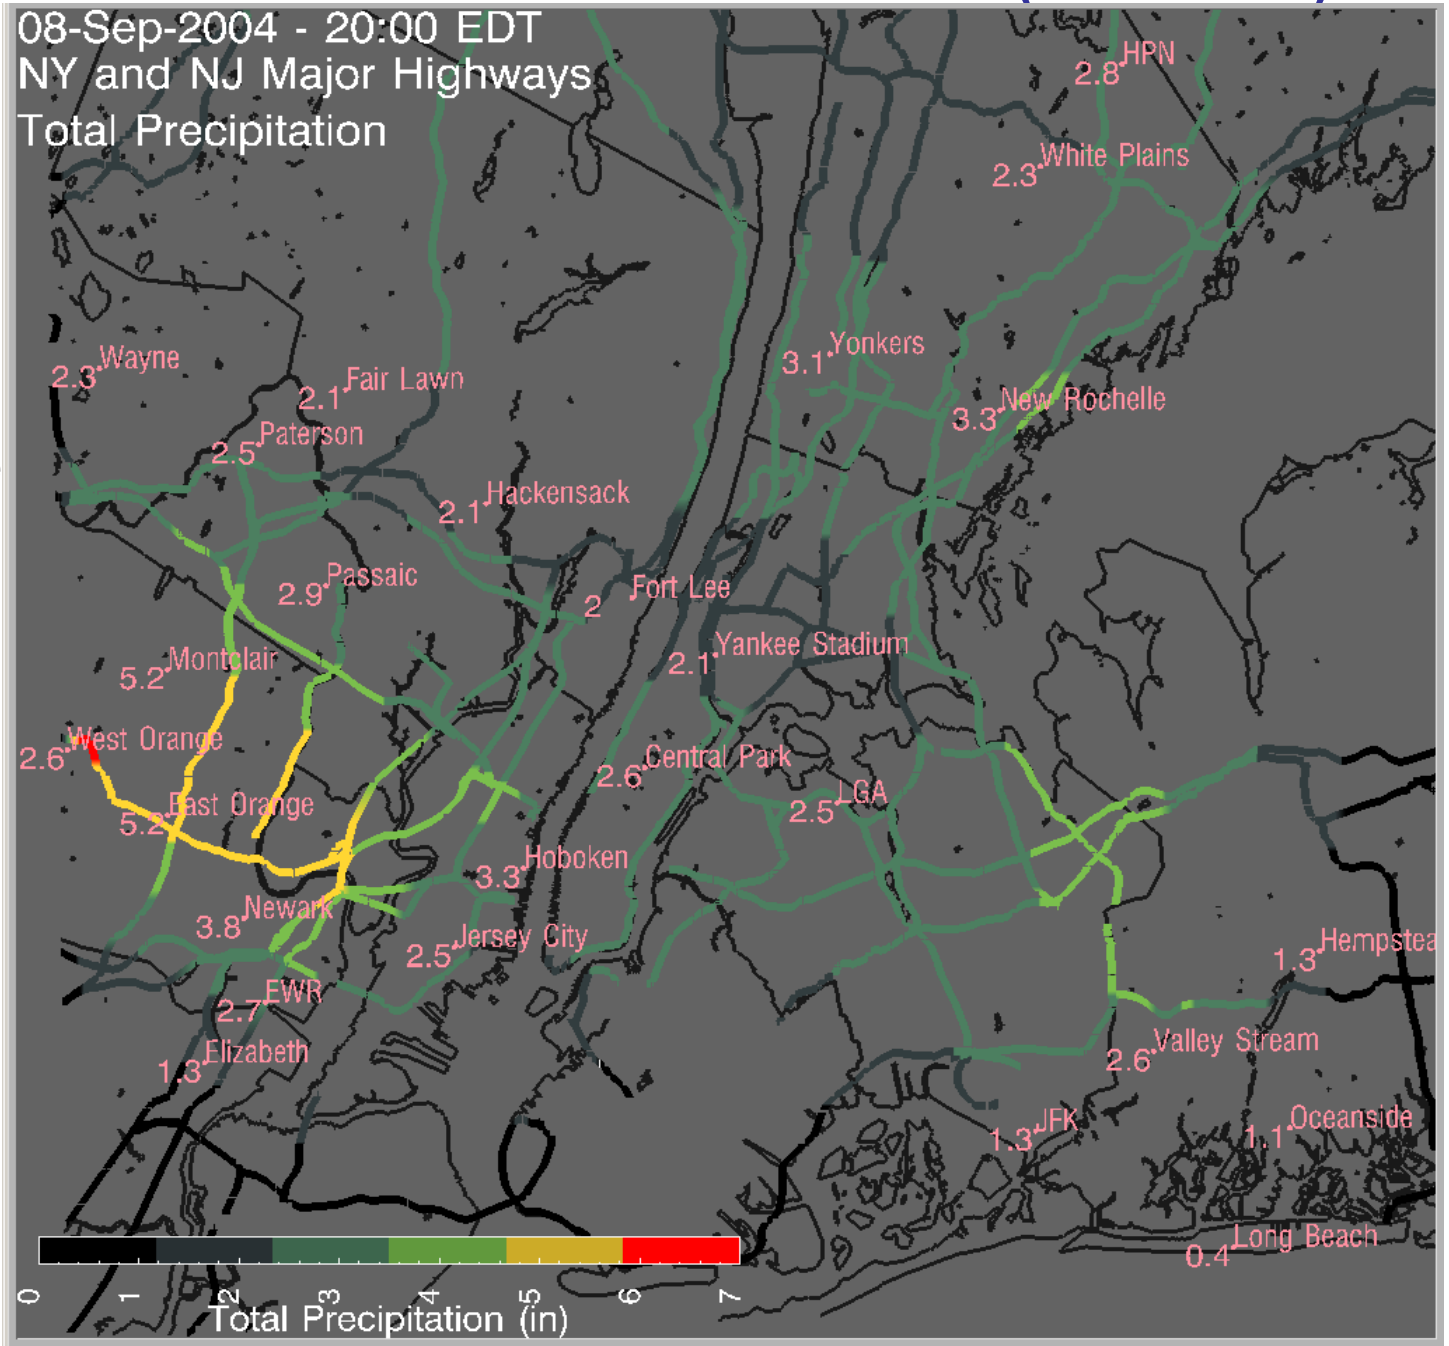 08-Sep-2004 - 20:00 EDT
NY and NJ Major Highways
Total Precipitation
HPN
2.8
White Plains
2.3
Wayne
2.3
Fair Lawn
2.1
Yonkers
3.1
New Rochelle
3.3
Paterson
2.5
Hackensack
2.1
Passaic
2.9
Fort Lee
2
Yankee Stadium
2.1
Montclair
5.2
West Orange
2.6
Central Park
2.6
LGA
2.5
East Orange
5.2
Hoboken
3.3
Newark
3.8
Jersey City
2.5
Hempstea
1.3
EWR
2.7
Elizabeth
1.3
Valley Stream
2.6
JFK
1.3
Oceanside
1.1
Long Beach
0.4
0 1 2 3 4 5 6 7
Total Precipitation (in)